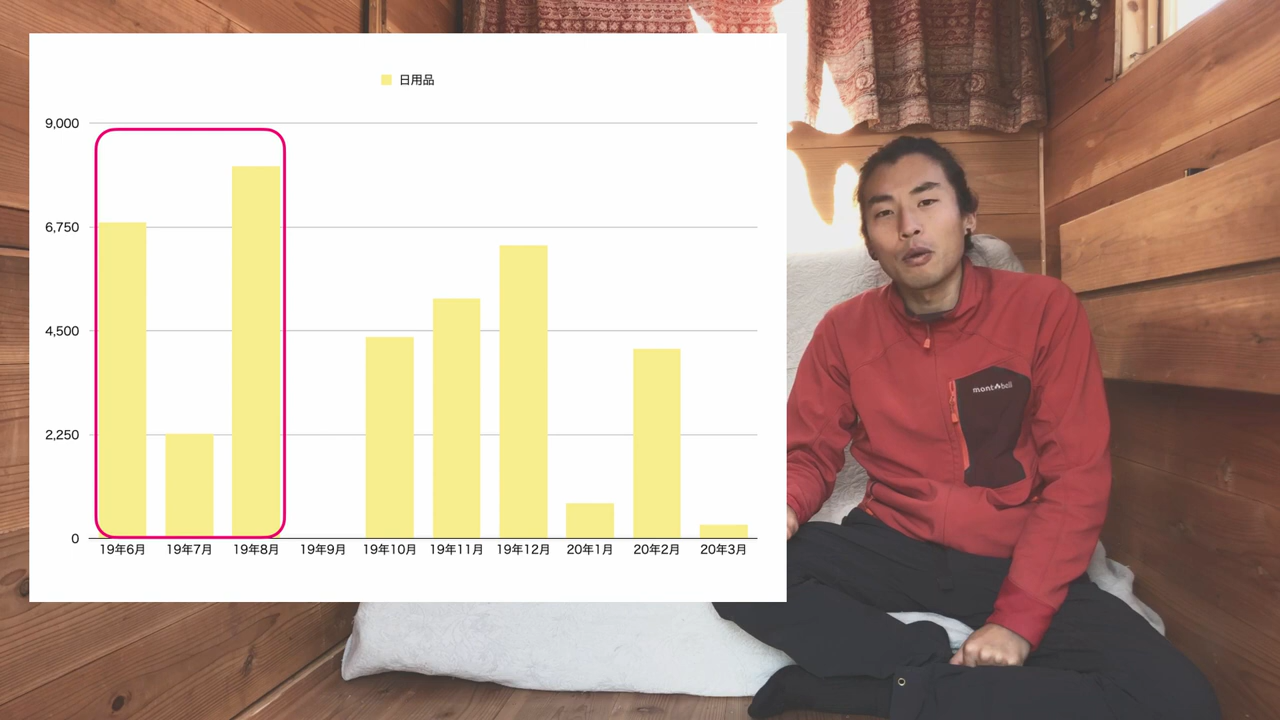 日用品
9,000
6,750
4,500
2,250
0
19年6月 19年7月 19年8月 19年9月 19年10月 19年11月 19年12月 20年1月 20年2月 20年3月
mont-bell